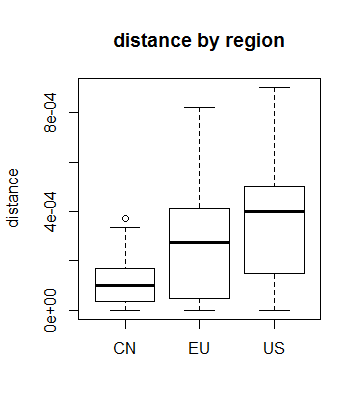 distance by region
distance
8e-04
4e-04
0e+00
CN EU US